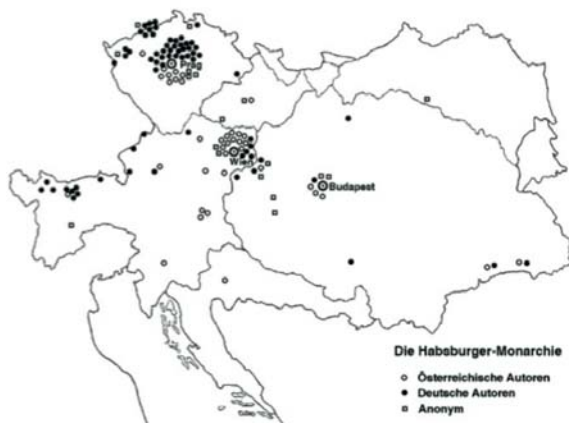 Prag
Wien
Budapest
Die Habsburger-Monarchie
Österreichische Autoren
Deutsche Autoren
Anonym